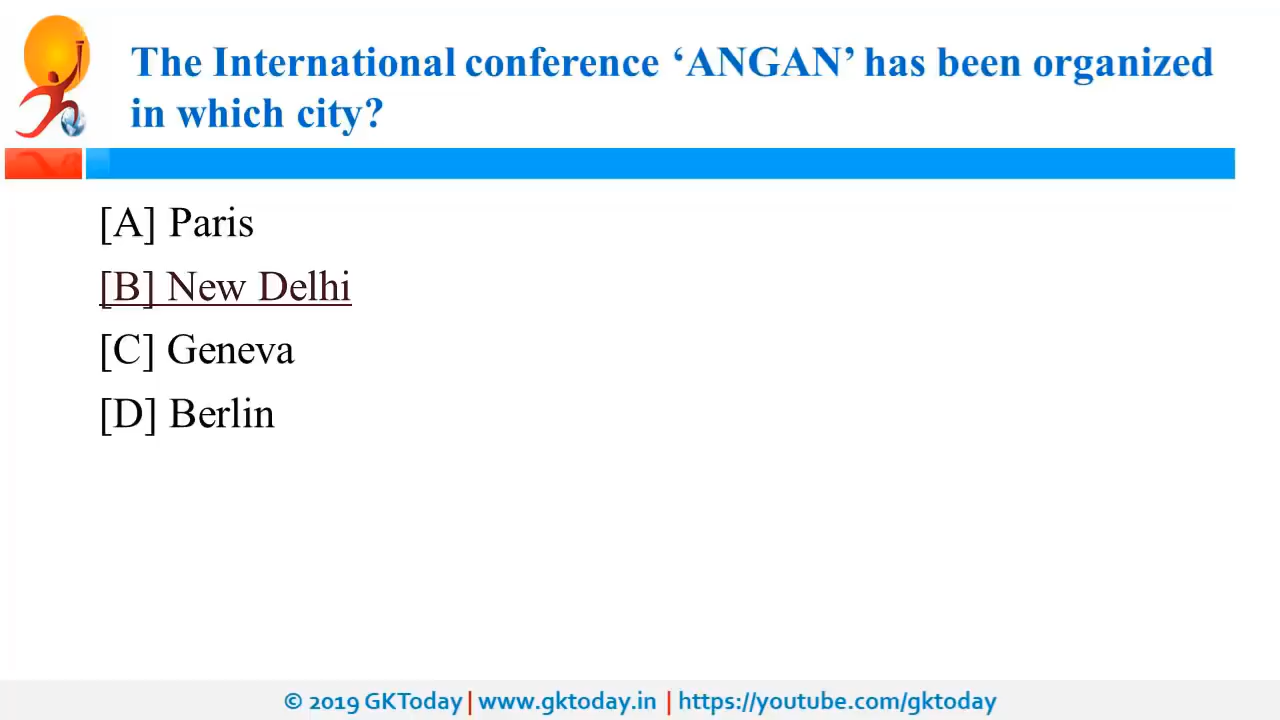 The International conference ‘ANGAN’ has been organized
in which city?
[A] Paris
[B] New Delhi
[C] Geneva
[D] Berlin
© 2019 GKToday | www.gktoday.in | https://youtube.com/gktoday